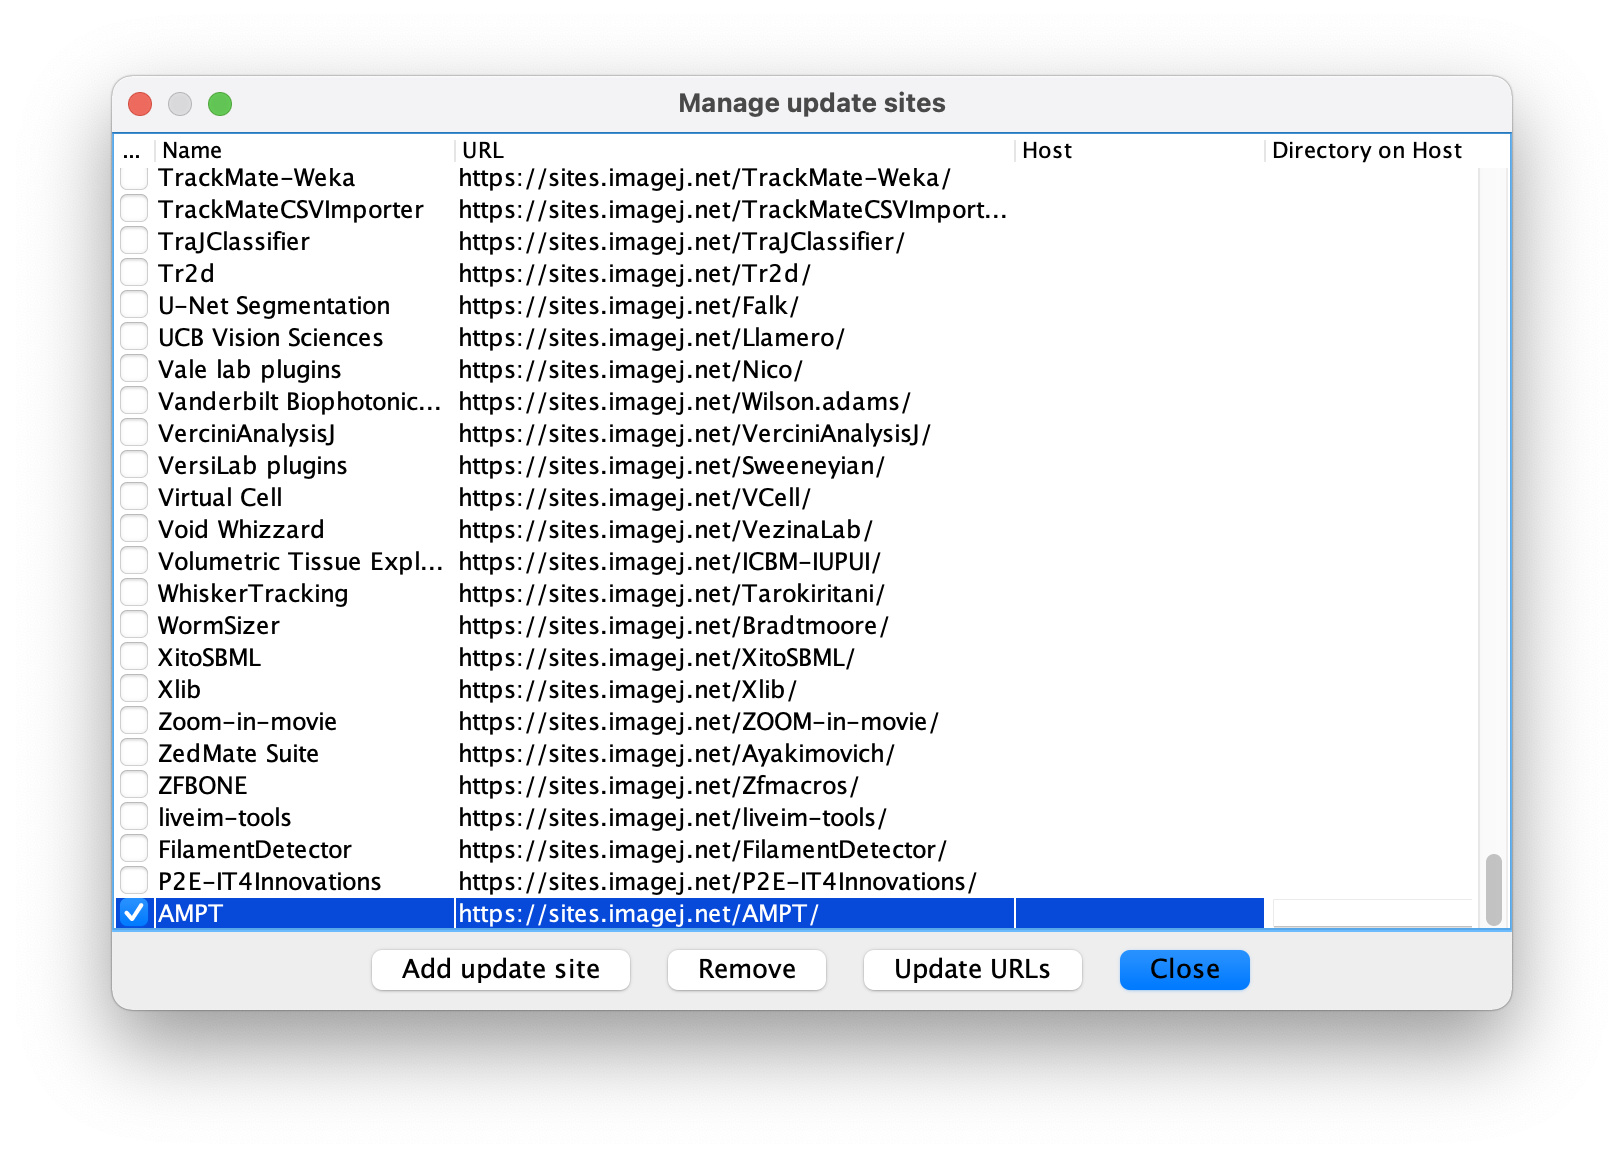 Manage update sites
... Name URL Host Directory on Host
TrackMate-Weka https://sites.imagej.net/TrackMate-Weka/
TrackMateCSVImporter https://sites.imagej.net/TrackMateCSVImport...
TraJClassifier https://sites.imagej.net/TraJClassifier/
Tr2d https://sites.imagej.net/Tr2d/
U-Net Segmentation https://sites.imagej.net/Falk/
UCB Vision Sciences https://sites.imagej.net/Llamero/
Vale lab plugins https://sites.imagej.net/Nico/
Vanderbilt Biophotonic... https://sites.imagej.net/Wilson.adams/
VerciniAnalysisJ https://sites.imagej.net/VerciniAnalysisJ/
VersiLab plugins https://sites.imagej.net/Sweeneyian/
Virtual Cell https://sites.imagej.net/VCell/
Void Whizzard https://sites.imagej.net/VezinaLab/
Volumetric Tissue Expl... https://sites.imagej.net/ICBM-IUPUI/
WhiskerTracking https://sites.imagej.net/Tarokiritani/
WormSizer https://sites.imagej.net/Bradtmoore/
XitoSBML https://sites.imagej.net/XitoSBML/
Xlib https://sites.imagej.net/Xlib/
Zoom-in-movie https://sites.imagej.net/ZOOM-in-movie/
ZedMate Suite https://sites.imagej.net/Ayakimovich/
ZFBONE https://sites.imagej.net/Zfmacros/
liveim-tools https://sites.imagej.net/liveim-tools/
FilamentDetector https://sites.imagej.net/FilamentDetector/
P2E-IT4Innovations https://sites.imagej.net/P2E-IT4Innovations/
AMPT https://sites.imagej.net/AMPT/
Add update site Remove Update URLs Close